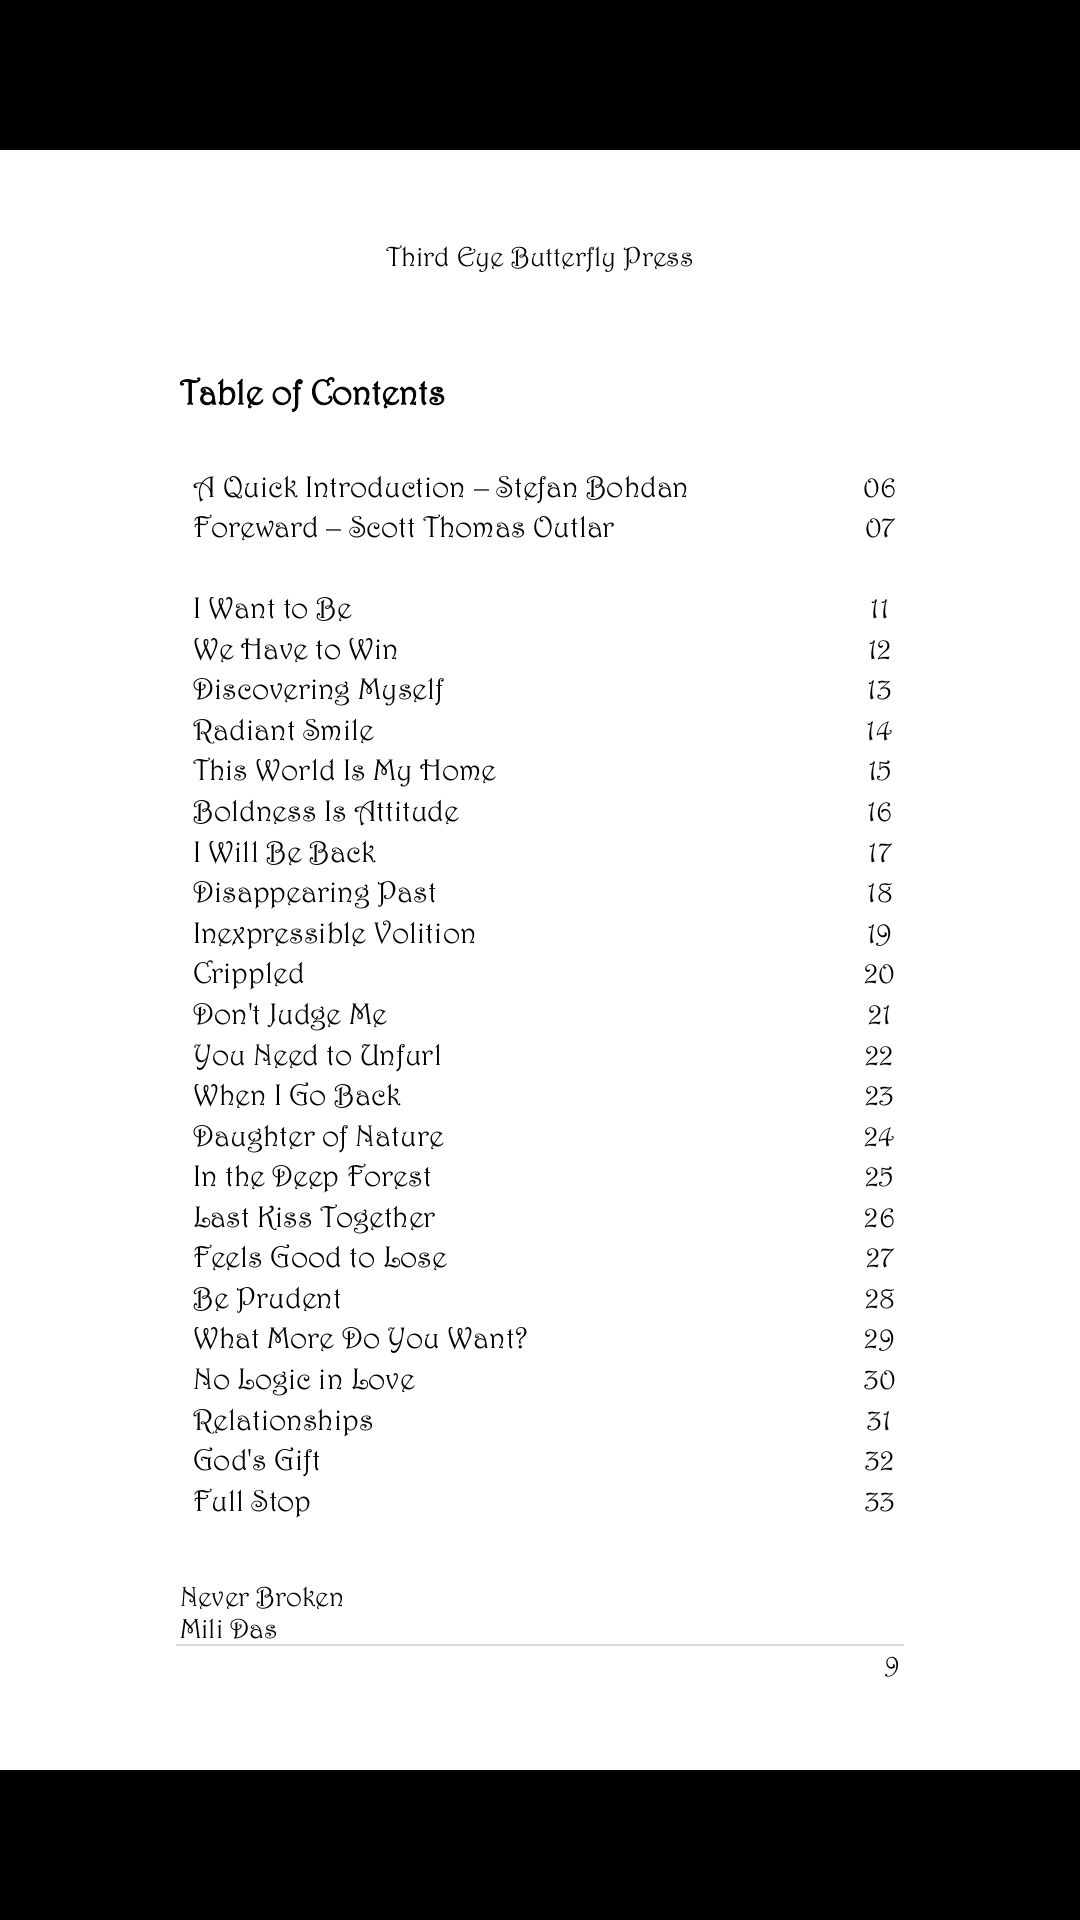 Third Eye Butterfly Press
Table of Contents
A Quick Introduction – Stefan Bohdan 06
Foreward – Scott Thomas Outlar 07
I Want to Be 11
We Have to Win 12
Discovering Myself 13
Radiant Smile 14
This World Is My Home 15
Boldness Is Attitude 16
I Will Be Back 17
Disappearing Past 18
Inexpressible Volition 19
Crippled 20
Don't Judge Me 21
You Need to Unfurl 22
When I Go Back 23
Daughter of Nature 24
In the Deep Forest 25
Last Kiss Together 26
Feels Good to Lose 27
Be Prudent 28
What More Do You Want? 29
No Logic in Love 30
Relationships 31
God's Gift 32
Full Stop 33
Never Broken
Mili Das
9